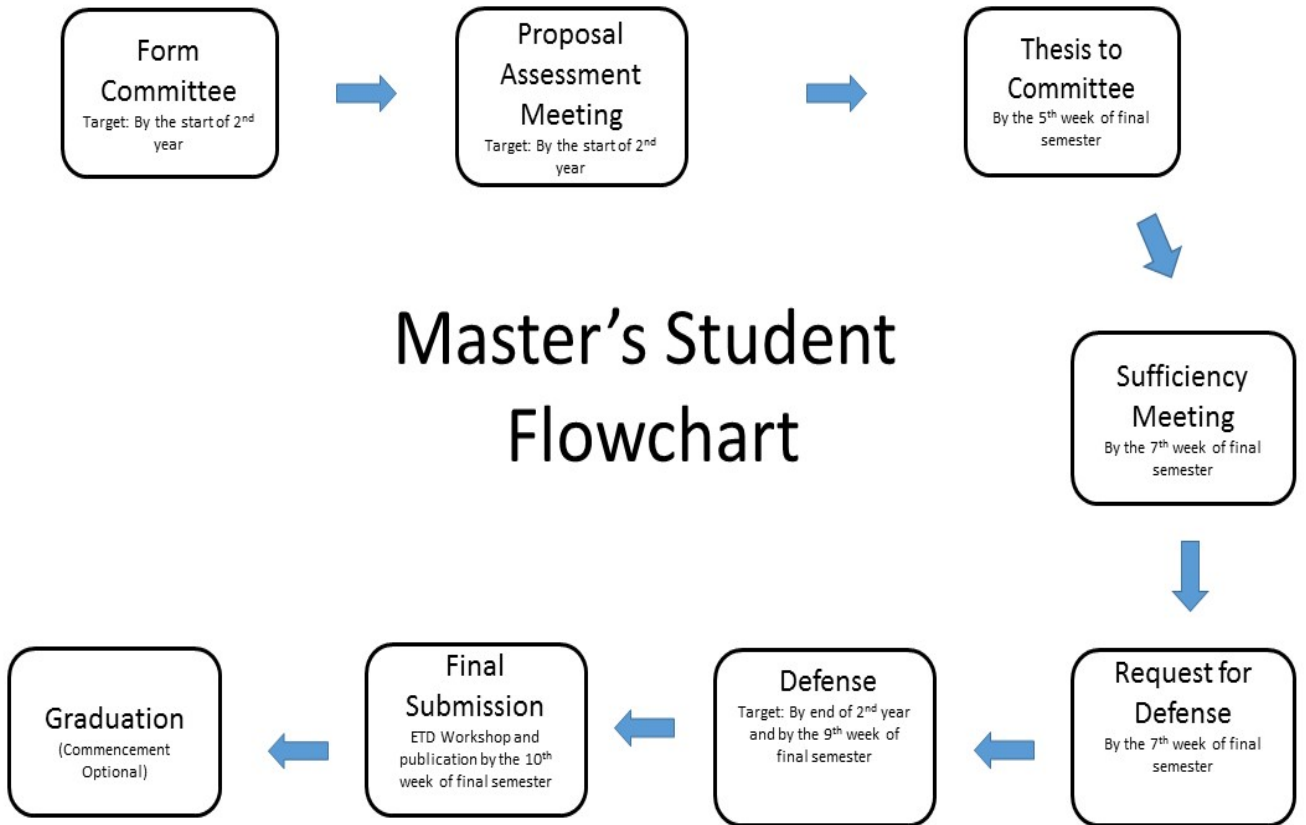 Form
Committee
Target: By the start of 2nd
year
Proposal
Assessment
Meeting
Target: By the start of 2nd
year
Thesis to
Committee
By the 5th week of final
semester
Master’s Student
Flowchart
Sufficiency
Meeting
By the 7th week of final
semester
Request for
Defense
By the 7th week of final
semester
Defense
Target: By end of 2nd year
and by the 9th week of
final semester
Final
Submission
ETD Workshop and
publication by the 10th
week of final semester
Graduation
(Commencement
Optional)